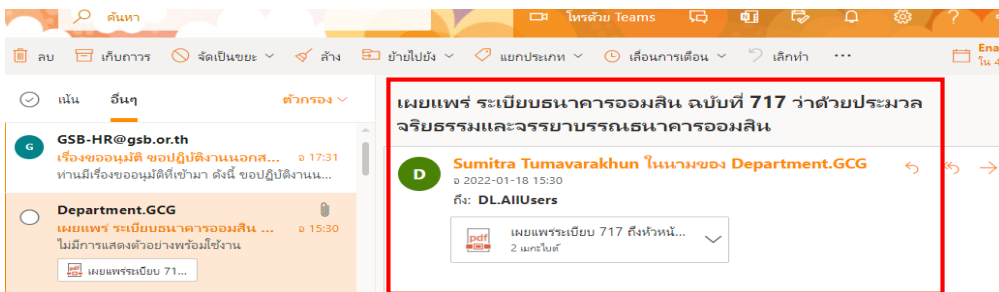 ค้นหา
โทรด้วย Teams
ลบ
เก็บถาวร
จัดเป็นขยะ
ล้าง
ย้ายไปยัง
แยกประเภท
เลื่อนการเตือน
เลิกทำ
Ena
ใน 4
เน้น อื่นๆ
ตัวกรอง
G
GSB-HR@gsb.or.th
เรื่องขออนุมัติ ขอปฏิบัติงานนอกส... จ 17:31
ท่านมีเรื่องขออนุมัติที่เข้ามา ดังนี้ ขอปฏิบัติงานน...
Department.GCG
เผยแพร่ ระเบียบธนาคารออมสิน ... จ 15:30
ไม่มีการแสดงตัวอย่างพร้อมใช้งาน
pdf
เผยแพร่ระเบียบ 71...
เผยแพร่ ระเบียบธนาคารออมสิน ฉบับที่ 717 ว่าด้วยประมวล
จริยธรรมและจรรยาบรรณธนาคารออมสิน
D
Sumitra Tumavarakhun ในนามของ Department.GCG
จ 2022-01-18 15:30
ถึง: DL.AllUsers
pdf
เผยแพร่ระเบียบ 717 ถึงหัวหน้...
2 เมกะไบต์